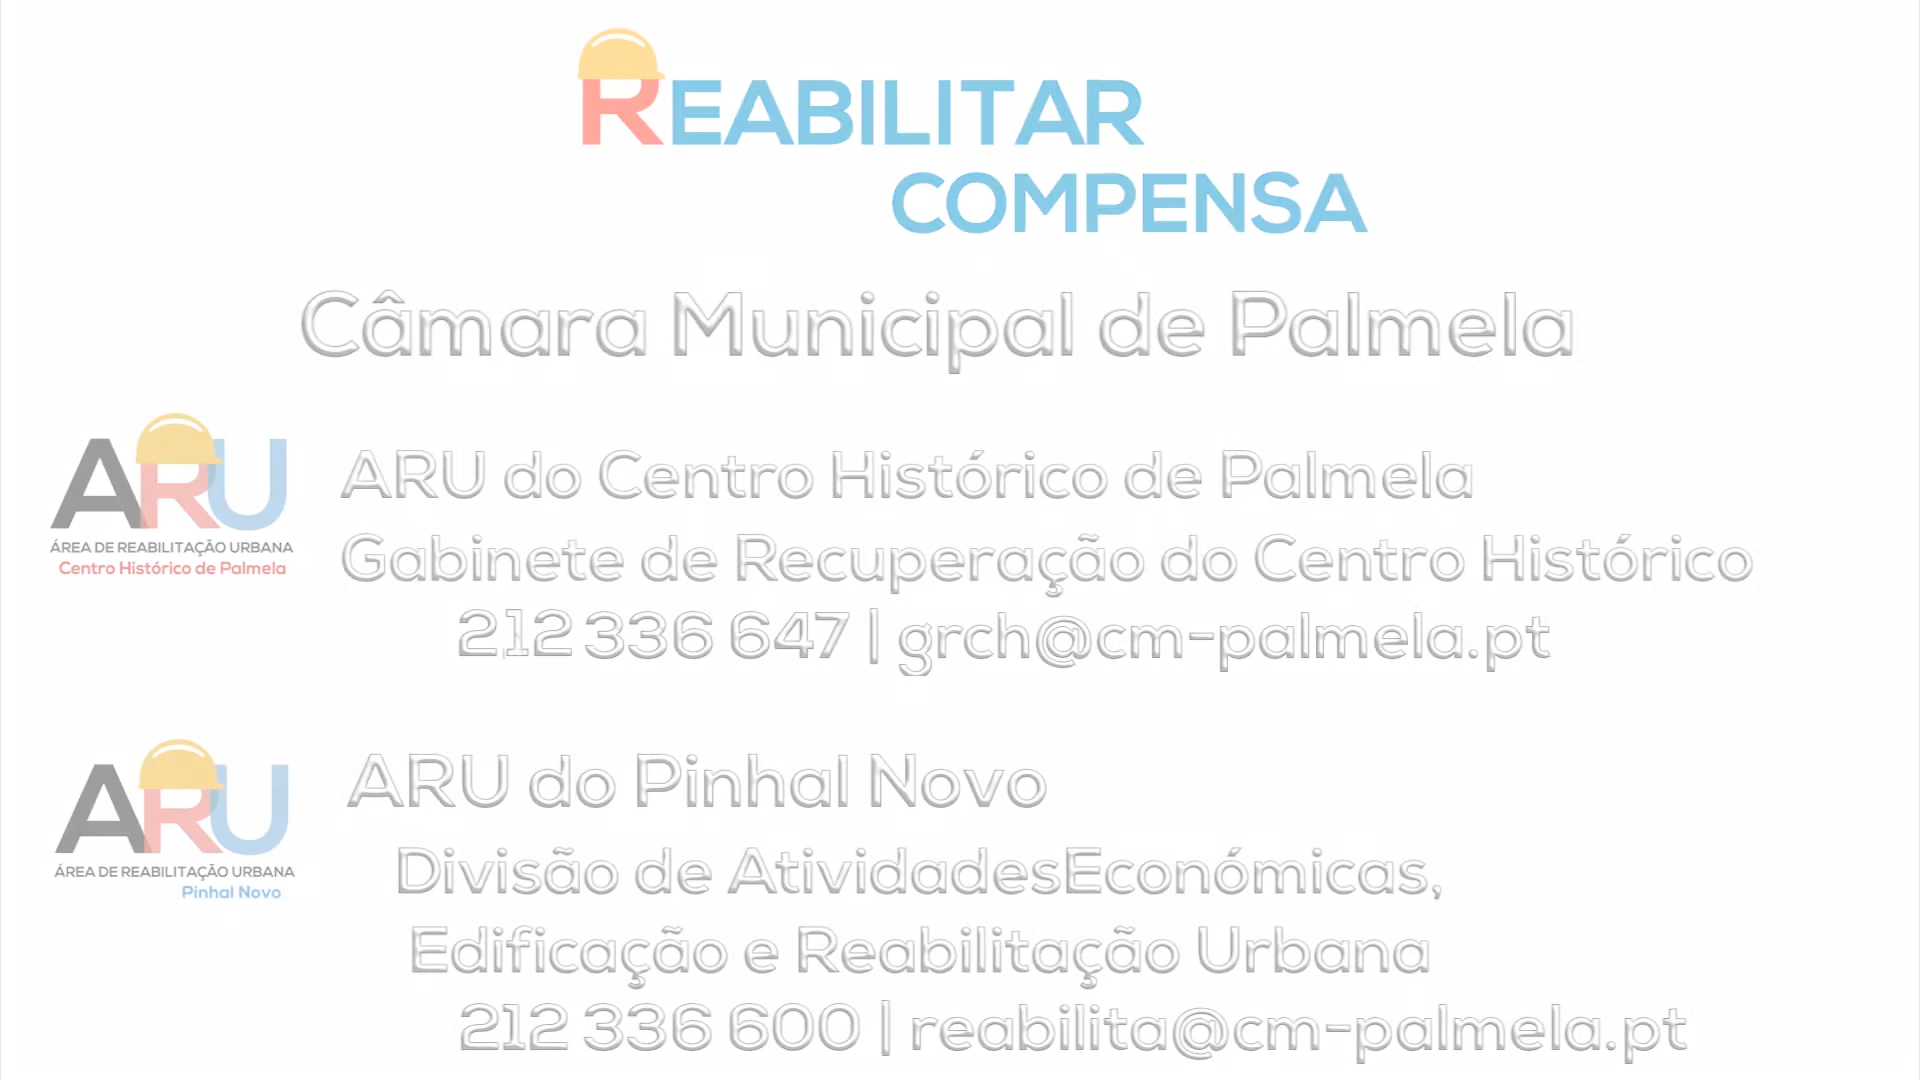 REABILITAR
COMPENSA
Câmara Municipal de Palmela
ARU
ÁREA DE REABILITAÇÃO URBANA
Centro Histórico de Palmela
ARU do Centro Histórico de Palmela
Gabinete de Recuperação do Centro Histórico
212 336 647 | grch@cm-palmela.pt
ARU
ÁREA DE REABILITAÇÃO URBANA
Pinhal Novo
ARU do Pinhal Novo
Divisão de AtividadesEconómicas,
Edificação e Reabilitação Urbana
212 336 600 | reabilita@cm-palmela.pt